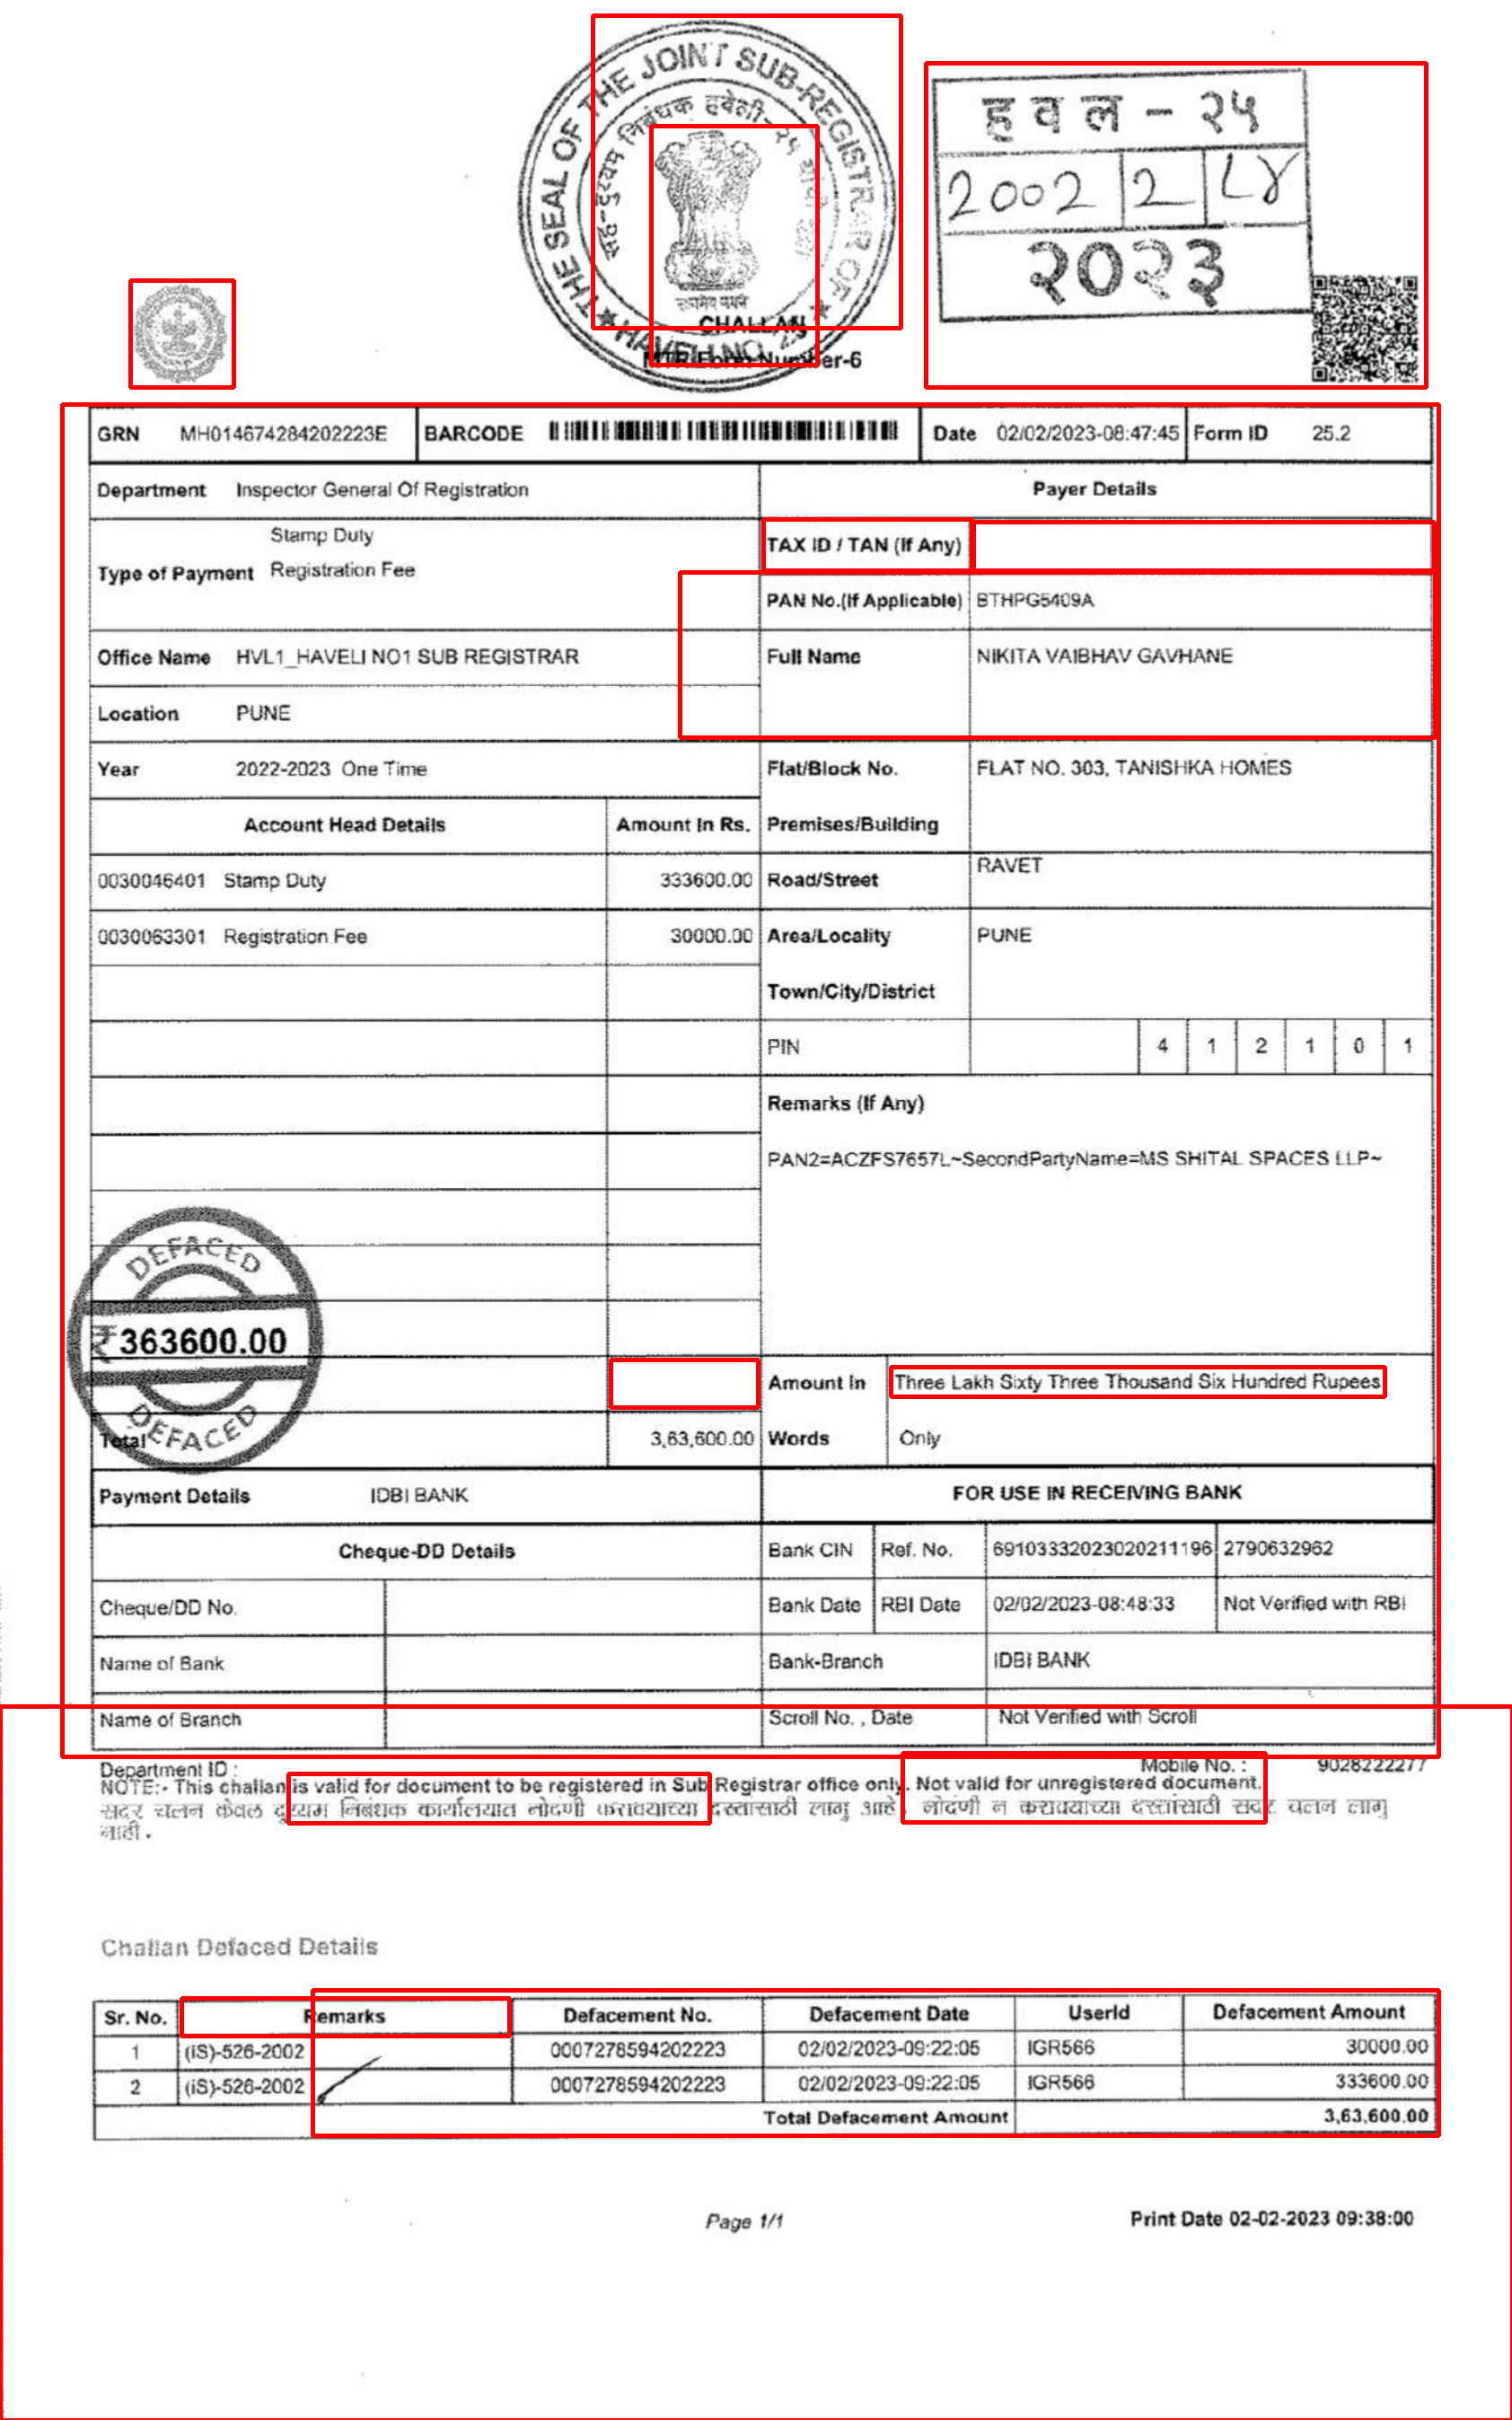 THE SEAL OF THE JOINT SUB-REGISTRAR OF
HAVELI NO. 25
सह-दुय्यम निबंधक हवेली-२५
सत्यमेव जयते
हवल - २५
2002 2 ८४
२०२३
CHALLAN
MTR Form Number-6
GRN MH014674284202223E BARCODE Date 02/02/2023-08:47:45 Form ID 25.2
Department Inspector General Of Registration Payer Details
Stamp Duty
Type of Payment Registration Fee
TAX ID / TAN (If Any)
PAN No.(If Applicable) BTHPG5409A
Office Name HVL1_HAVELI NO1 SUB REGISTRAR Full Name NIKITA VAIBHAV GAVHANE
Location PUNE
Year 2022-2023 One Time Flat/Block No. FLAT NO. 303, TANISHKA HOMES
Account Head Details Amount In Rs. Premises/Building
0030046401 Stamp Duty 333600.00 Road/Street RAVET
0030063301 Registration Fee 30000.00 Area/Locality PUNE
Town/City/District
PIN 4 1 2 1 0 1
Remarks (If Any)
PAN2=ACZFS7657L~SecondPartyName=MS SHITAL SPACES LLP~
DEFACED
₹363600.00
DEFACED
Amount In Three Lakh Sixty Three Thousand Six Hundred Rupees
Total 3,63,600.00 Words Only
Payment Details IDBI BANK FOR USE IN RECEIVING BANK
Cheque-DD Details Bank CIN Ref. No. 69103332023020211196 2790632962
Cheque/DD No. Bank Date RBI Date 02/02/2023-08:48:33 Not Verified with RBI
Name of Bank Bank-Branch IDBI BANK
Name of Branch Scroll No. , Date Not Verified with Scroll
Department ID : Mobile No. : 9028222277
NOTE:- This challan is valid for document to be registered in Sub Registrar office only. Not valid for unregistered document.
सदर चलन केवळ दुय्यम निबंधक कार्यालयात नोदणी करावयाच्या दस्तासाठी लागु आहे . नोदणी न करावयाच्या दस्तांसाठी सदर चलन लागु
नाही .
Challan Defaced Details
Sr. No. Remarks Defacement No. Defacement Date UserId Defacement Amount
1 (iS)-526-2002 0007278594202223 02/02/2023-09:22:05 IGR566 30000.00
2 (iS)-526-2002 0007278594202223 02/02/2023-09:22:05 IGR566 333600.00
Total Defacement Amount 3,63,600.00
Page 1/1 Print Date 02-02-2023 09:38:00